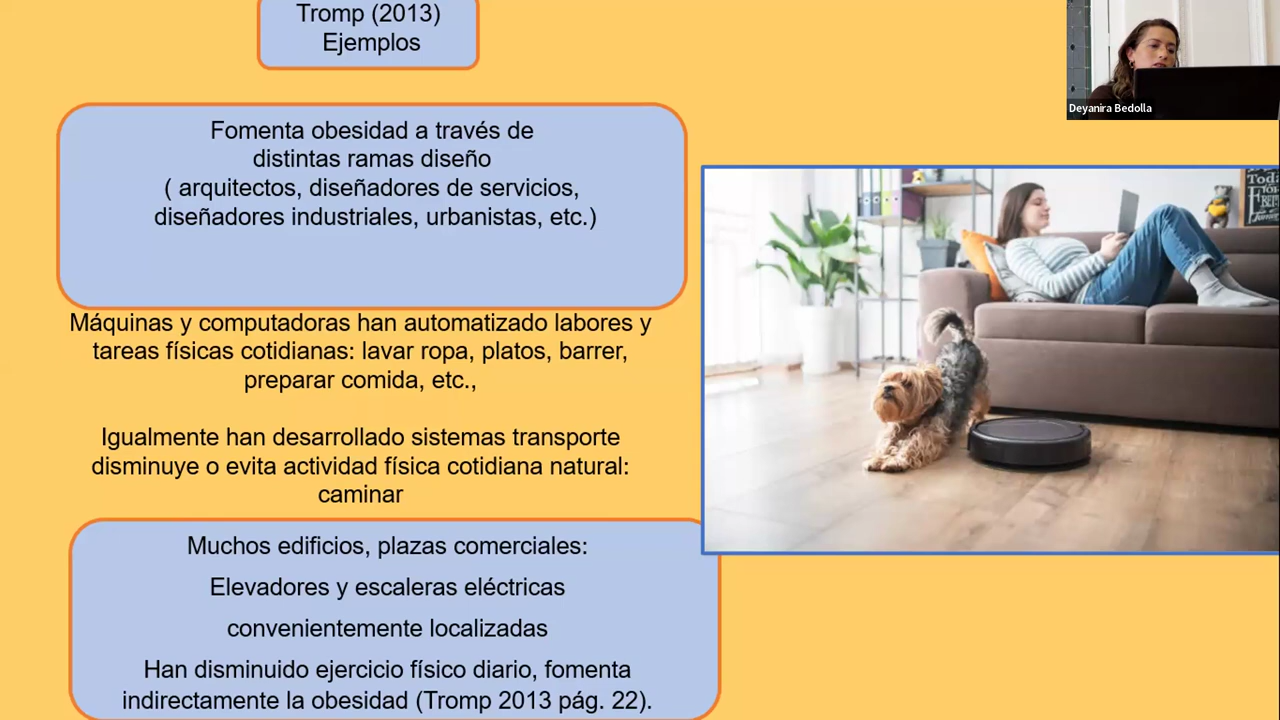 Tromp (2013)
Ejemplos
Deyanira Bedolla
Fomenta obesidad a través de
distintas ramas diseño
( arquitectos, diseñadores de servicios,
diseñadores industriales, urbanistas, etc.)
Máquinas y computadoras han automatizado labores y
tareas físicas cotidianas: lavar ropa, platos, barrer,
preparar comida, etc.,
Igualmente han desarrollado sistemas transporte
disminuye o evita actividad física cotidiana natural:
caminar
Muchos edificios, plazas comerciales:
Elevadores y escaleras eléctricas
convenientemente localizadas
Han disminuido ejercicio físico diario, fomenta
indirectamente la obesidad (Tromp 2013 pág. 22).